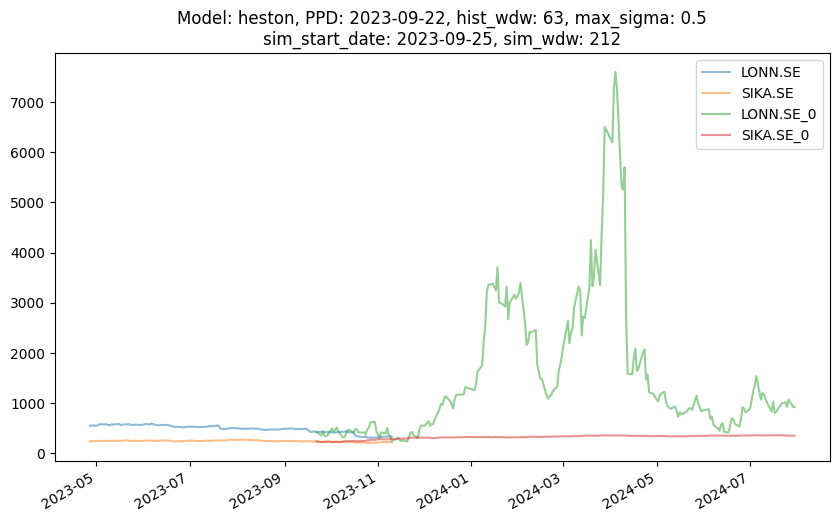 Model: heston, PPD: 2023-09-22, hist_wdw: 63, max_sigma: 0.5
sim_start_date: 2023-09-25, sim_wdw: 212
LONN.SE
SIKA.SE
LONN.SE_0
SIKA.SE_0
7000
6000
5000
4000
3000
2000
1000
0
2023-05
2023-07
2023-09
2023-11
2024-01
2024-03
2024-05
2024-07